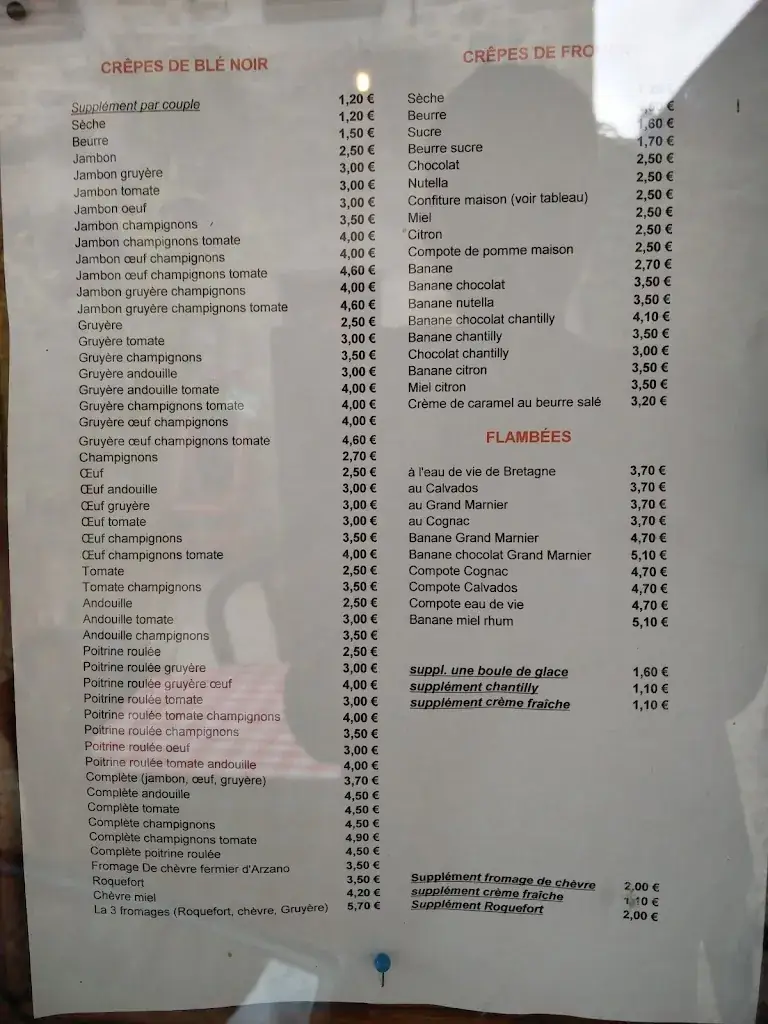 CRÈPES DE BLÉ NOIR
Supplément par couple 1,20 €
Sèche 1,20 €
Beurre 1,50 €
Jambon 2,50 €
Jambon gruyère 3,00 €
Jambon tomate 3,00 €
Jambon oeuf 3,00 €
Jambon champignons 3,50 €
Jambon champignons tomate 4,00 €
Jambon œuf champignons 4,00 €
Jambon œuf champignons tomate 4,60 €
Jambon gruyère champignons 4,00 €
Jambon gruyère champignons tomate 4,60 €
Gruyère 2,50 €
Gruyère tomate 3,00 €
Gruyère champignons 3,50 €
Gruyère andouille 3,00 €
Gruyère andouille tomate 4,00 €
Gruyère champignons tomate 4,00 €
Gruyère œuf champignons 4,00 €
Gruyère œuf champignons tomate 4,60 €
Champignons 2,70 €
Œuf 2,50 €
Œuf andouille 3,00 €
Œuf gruyère 3,00 €
Œuf tomate 3,00 €
Œuf champignons 3,50 €
Œuf champignons tomate 4,00 €
Tomate 2,50 €
Tomate champignons 3,50 €
Andouille 2,50 €
Andouille tomate 3,00 €
Andouille champignons 3,50 €
Poitrine roulée 2,50 €
Poitrine roulée gruyère 3,00 €
Poitrine roulée gruyère œuf 4,00 €
Poitrine roulée tomate 3,00 €
Poitrine roulée tomate champignons 4,00 €
Poitrine roulée champignons 3,50 €
Poitrine roulée oeuf 3,00 €
Poitrine roulée tomate andouille 4,00 €
Complète (jambon, œuf, gruyère) 3,70 €
Complète andouille 4,50 €
Complète tomate 4,50 €
Complète champignons 4,50 €
Complète champignons tomate 4,90 €
Complète poitrine roulée 4,50 €
Fromage De chèvre fermier d'Arzano 3,50 €
Roquefort 3,50 €
Chèvre miel 4,20 €
La 3 fromages (Roquefort, chèvre, Gruyère) 5,70 €
CRÊPES DE FRO
Sèche
Beurre €
Sucre 1,60 €
Beurre sucre 1,70 €
Chocolat 2,50 €
Nutella 2,50 €
Confiture maison (voir tableau) 2,50 €
Miel 2,50 €
Citron 2,50 €
Compote de pomme maison 2,50 €
Banane 2,70 €
Banane chocolat 3,50 €
Banane nutella 3,50 €
Banane chocolat chantilly 4,10 €
Banane chantilly 3,50 €
Chocolat chantilly 3,00 €
Banane citron 3,50 €
Miel citron 3,50 €
Crème de caramel au beurre salé 3,20 €
FLAMBÉES
à l'eau de vie de Bretagne 3,70 €
au Calvados 3,70 €
au Grand Marnier 3,70 €
au Cognac 3,70 €
Banane Grand Marnier 4,70 €
Banane chocolat Grand Marnier 5,10 €
Compote Cognac 4,70 €
Compote Calvados 4,70 €
Compote eau de vie 4,70 €
Banane miel rhum 5,10 €
suppl. une boule de glace 1,60 €
supplément chantilly 1,10 €
supplément crème fraîche 1,10 €
Supplément fromage de chèvre 2,00 €
supplément crème fraîche 1,10 €
Supplément Roquefort 2,00 €